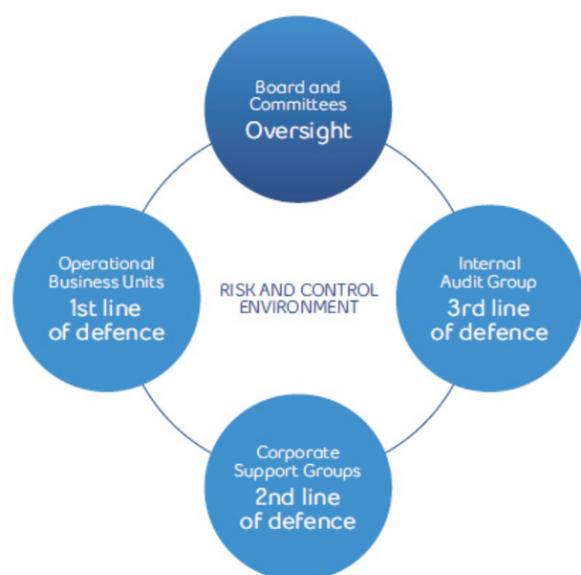 Board and
Committees
Oversight
Operational
Business Units
1st line
of defence
RISK AND CONTROL
ENVIRONMENT
Internal
Audit Group
3rd line
of defence
Corporate
Support Groups
2nd line
of defence